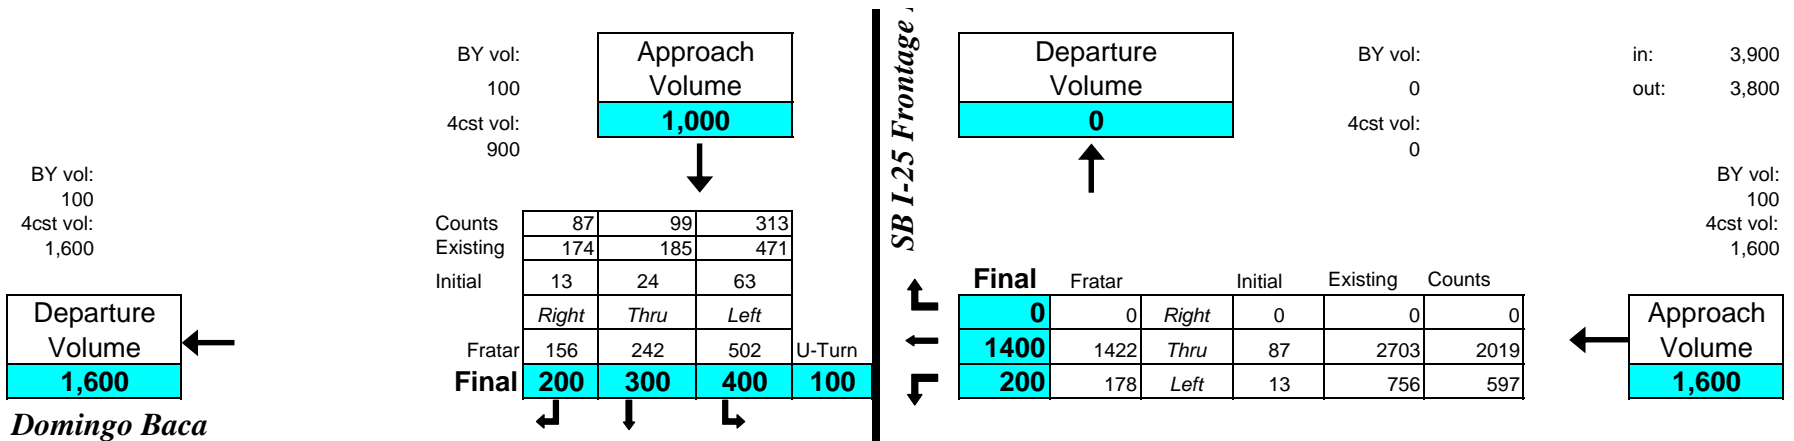 BY vol:
100
4cst vol:
900
Approach
Volume
1,000
SB I-25 Frontage
Departure
Volume
0
BY vol:
0
4cst vol:
0
in: 3,900
out: 3,800
BY vol:
100
4cst vol:
1,600
BY vol:
100
4cst vol:
1,600
Counts 87 99 313
Existing 174 185 471
Initial 13 24 63
Right Thru Left
Fratar 156 242 502 U-Turn
Final 200 300 400 100
Departure
Volume
1,600
Domingo Baca
Final Fratar Initial Existing Counts
0 0 Right 0 0 0
1400 1422 Thru 87 2703 2019
200 178 Left 13 756 597
Approach
Volume
1,600